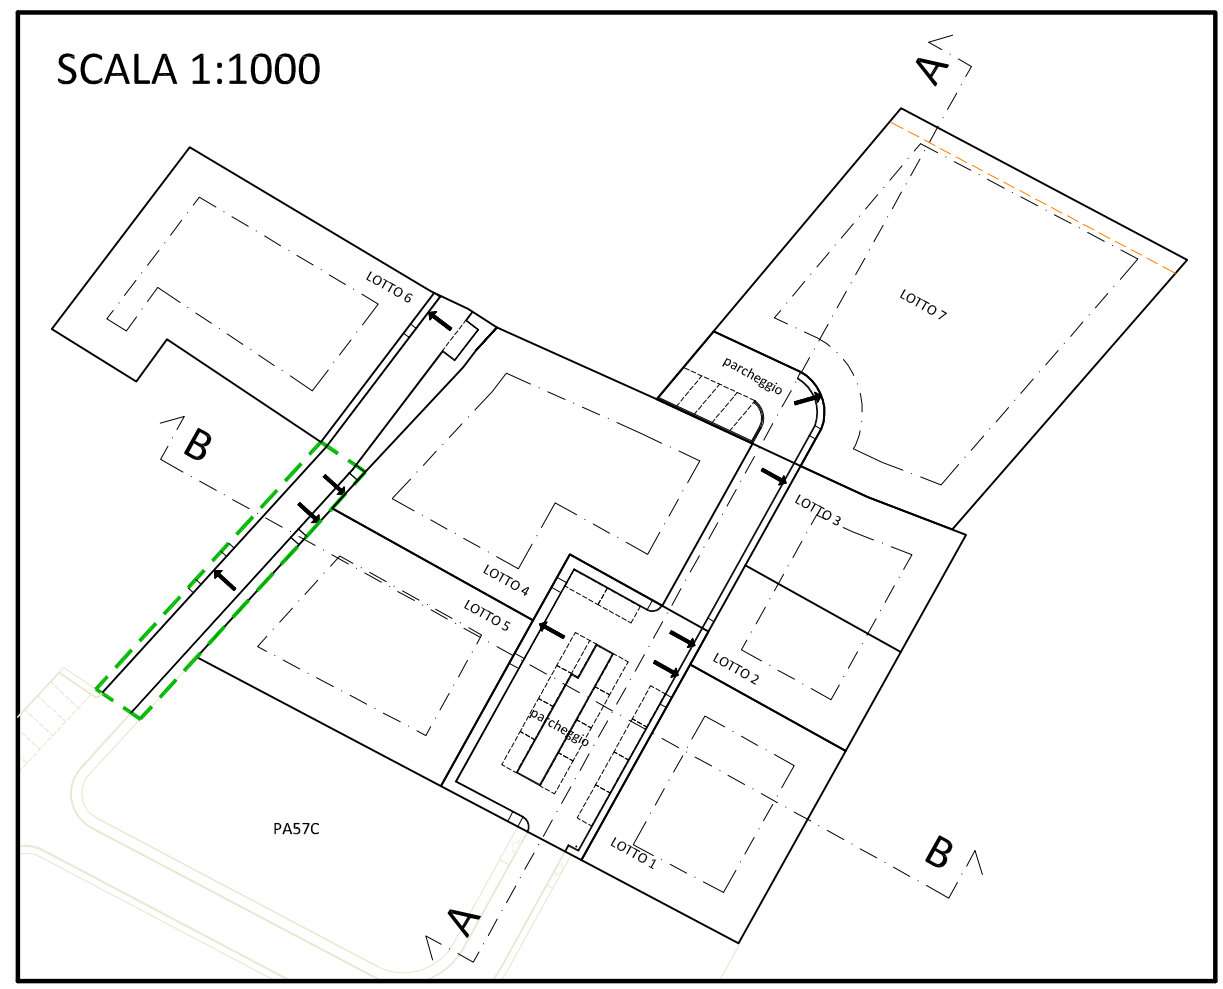 SCALA 1:1000
A
LOTTO 6
LOTTO 7
parcheggio
B
LOTTO 3
LOTTO 4
LOTTO 5
LOTTO 2
parcheggio
PA57C
LOTTO 1
B
A